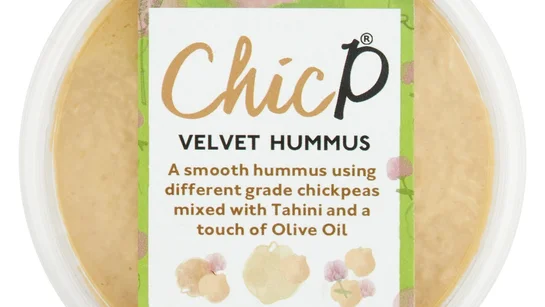 ChicP®
VELVET HUMMUS
A smooth hummus using
different grade chickpeas
mixed with Tahini and a
touch of Olive Oil